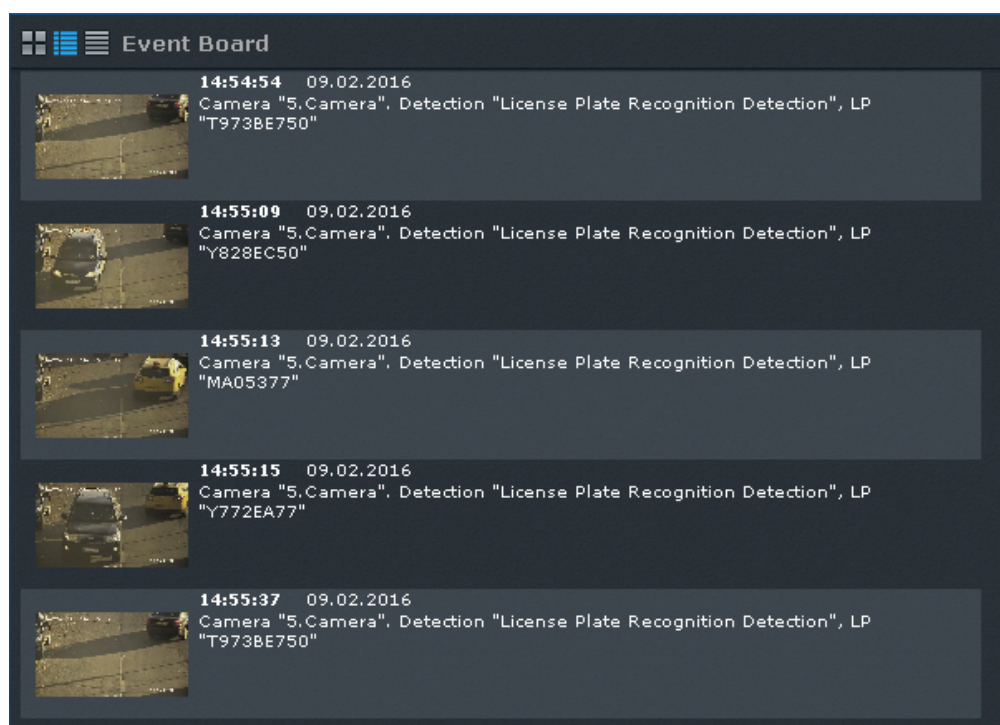 Event Board
14:54:54 09.02.2016
Camera "5.Camera". Detection "License Plate Recognition Detection", LP
"T973BE750"
14:55:09 09.02.2016
Camera "5.Camera". Detection "License Plate Recognition Detection", LP
"Y828EC50"
14:55:13 09.02.2016
Camera "5.Camera". Detection "License Plate Recognition Detection", LP
"MA05377"
14:55:15 09.02.2016
Camera "5.Camera". Detection "License Plate Recognition Detection", LP
"Y772EA77"
14:55:37 09.02.2016
Camera "5.Camera". Detection "License Plate Recognition Detection", LP
"T973BE750"